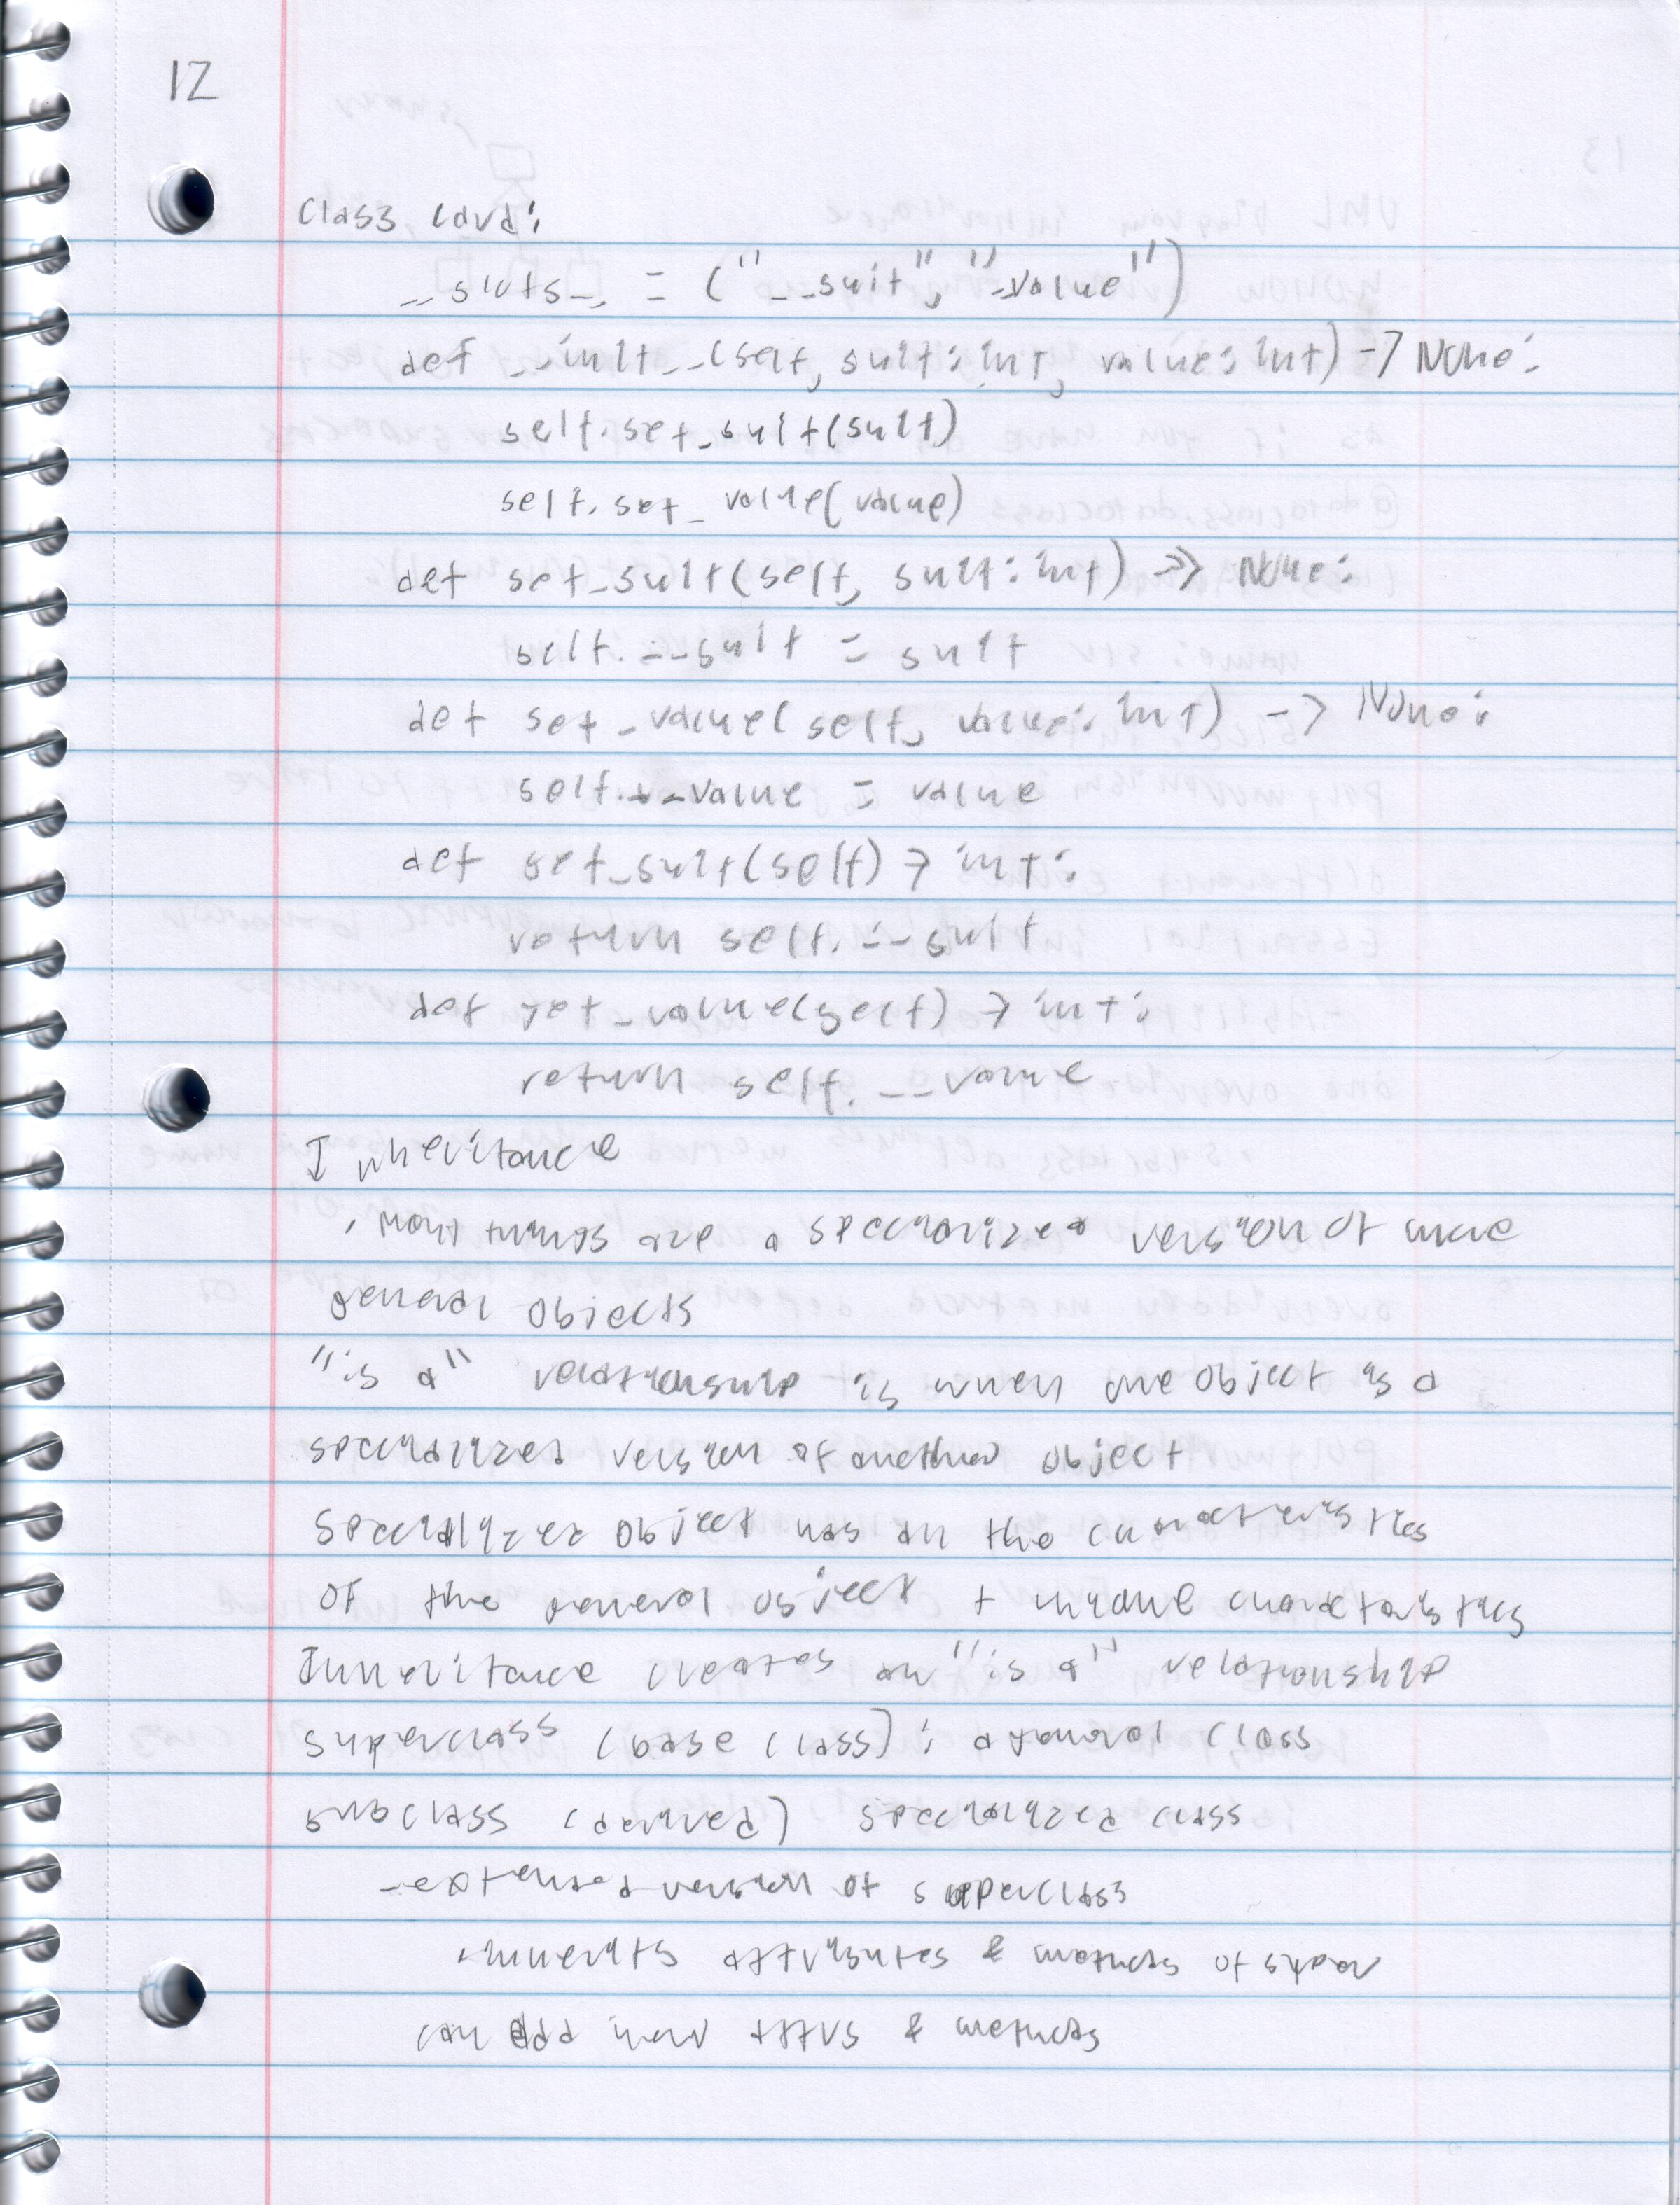 12
class Card:
__slots__ = ("__suit", "__value")
def __init__(self, suit: int, value: int) -> None:
self.set_suit(suit)
self.set_value(value)
def set_suit(self, suit: int) -> None:
self.__suit = suit
def set_value(self, value: int) -> None:
self.__value = value
def get_suit(self) -> int:
return self.__suit
def get_value(self) -> int:
return self.__value
Inheritance
· many things are a specialized version of more
general objects
"is a" relationship is when one object is a
specialized version of another object
specialized object has all the characteristics
of the general object + unique characteristics
Inheritance creates an "is a" relationship
superclass (base class): a general class
subclass (derived) specialized class
- extended version of superclass
· inherits attributes & methods of super
can add new attrs & methods